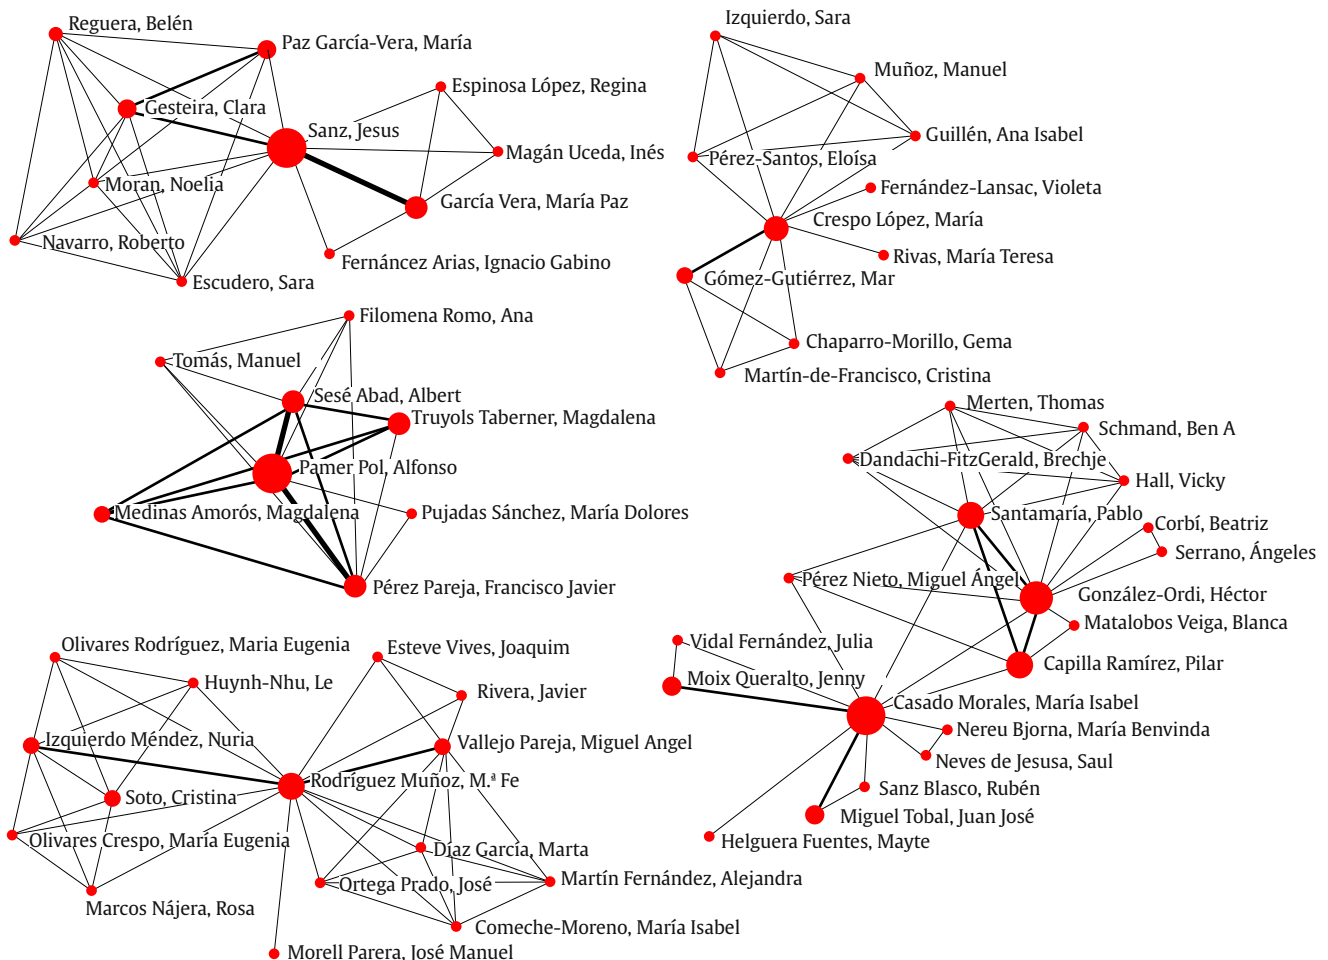 Reguera, Belén
Paz García-Vera, María
Espinosa López, Regina
Gesteira, Clara
Sanz, Jesus
Magán Uceda, Inés
Moran, Noelia
García Vera, María Paz
Navarro, Roberto
Fernáncez Arias, Ignacio Gabino
Escudero, Sara
Izquierdo, Sara
Muñoz, Manuel
Guillén, Ana Isabel
Pérez-Santos, Eloísa
Fernández-Lansac, Violeta
Crespo López, María
Rivas, María Teresa
Gómez-Gutiérrez, Mar
Chaparro-Morillo, Gema
Martín-de-Francisco, Cristina
Filomena Romo, Ana
Tomás, Manuel
Sesé Abad, Albert
Truyols Taberner, Magdalena
Pamer Pol, Alfonso
Medinas Amorós, Magdalena
Pujadas Sánchez, María Dolores
Pérez Pareja, Francisco Javier
Merten, Thomas
Schmand, Ben A
Dandachi-FitzGerald, Brechje
Hall, Vicky
Santamaría, Pablo
Corbí, Beatriz
Serrano, Ángeles
Pérez Nieto, Miguel Ángel
González-Ordi, Héctor
Matalobos Veiga, Blanca
Vidal Fernández, Julia
Capilla Ramírez, Pilar
Moix Queralto, Jenny
Casado Morales, María Isabel
Nereu Bjorna, María Benvinda
Neves de Jesusa, Saul
Sanz Blasco, Rubén
Miguel Tobal, Juan José
Helguera Fuentes, Mayte
Olivares Rodríguez, Maria Eugenia
Esteve Vives, Joaquim
Huynh-Nhu, Le
Rivera, Javier
Izquierdo Méndez, Nuria
Vallejo Pareja, Miguel Angel
Rodríguez Muñoz, M.ª Fe
Soto, Cristina
Olivares Crespo, María Eugenia
Díaz García, Marta
Ortega Prado, José
Martín Fernández, Alejandra
Marcos Nájera, Rosa
Comeche-Moreno, María Isabel
Morell Parera, José Manuel